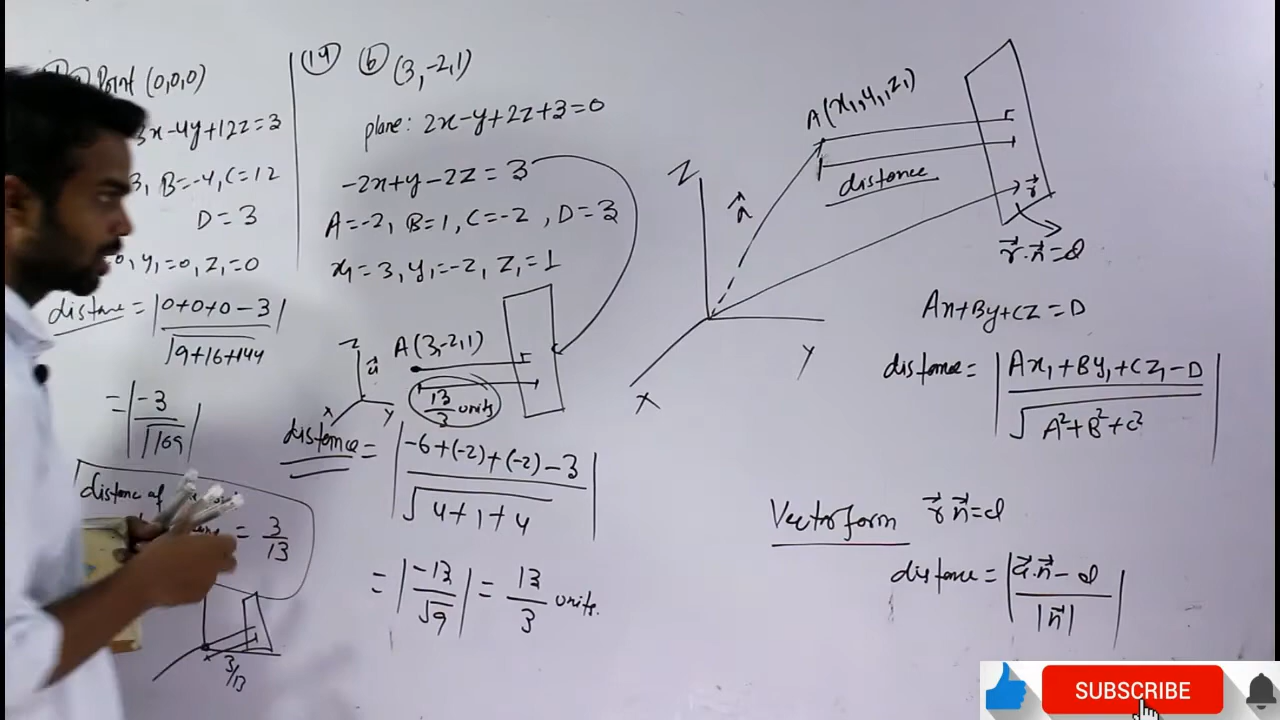 Point (0,0,0)
3x-4y+12z=3
3, B=-4, C=12
D=3
0, y₁=0, z₁=0
distane = |0+0+0-3|
√9+16+144
= |-3
√169|
distanc of
= 3/13
3/13
(14) (b) (3,-2,1)
plane: 2x-y+2z+3=0
-2x+y-2z=3
A=-2, B=1, C=-2, D=3
x₁=3, y₁=-2, z₁=1
Z
A(3,-2,1)
a⃗
X
Y
13/3 units
distance = |-6+(-2)+(-2)-3|
√4+1+4
= |-13/√9| = 13/3 units.
A(x₁,y₁,z₁)
Z
a⃗
distance
r⃗
r⃗.n⃗=d
X
Y
Ax+By+Cz=D
distance = |Ax₁+By₁+Cz₁-D|
√A²+B²+C²
Vector form r⃗.n⃗=d
distance = |a⃗.n⃗-d|
|n⃗|
SUBSCRIBE